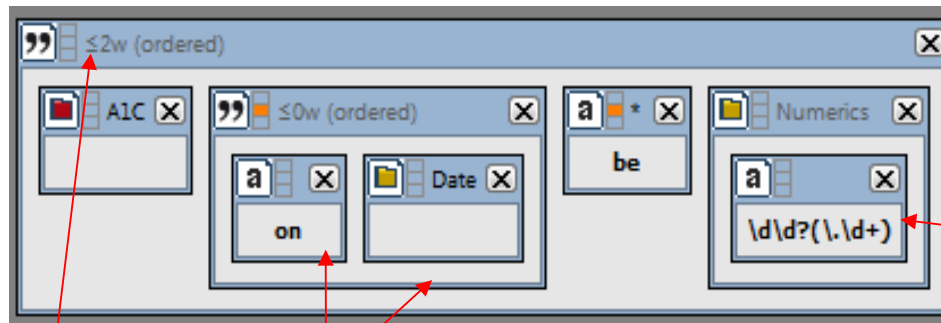 ≤2w (ordered)
A1C ≤0w (ordered) * Numerics
a Date be a
on \d\d?(\.\d+)